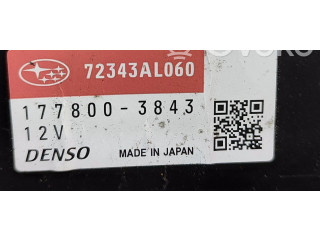 72343AL060
177800-3843
12V
DENSO
MADE IN JAPAN